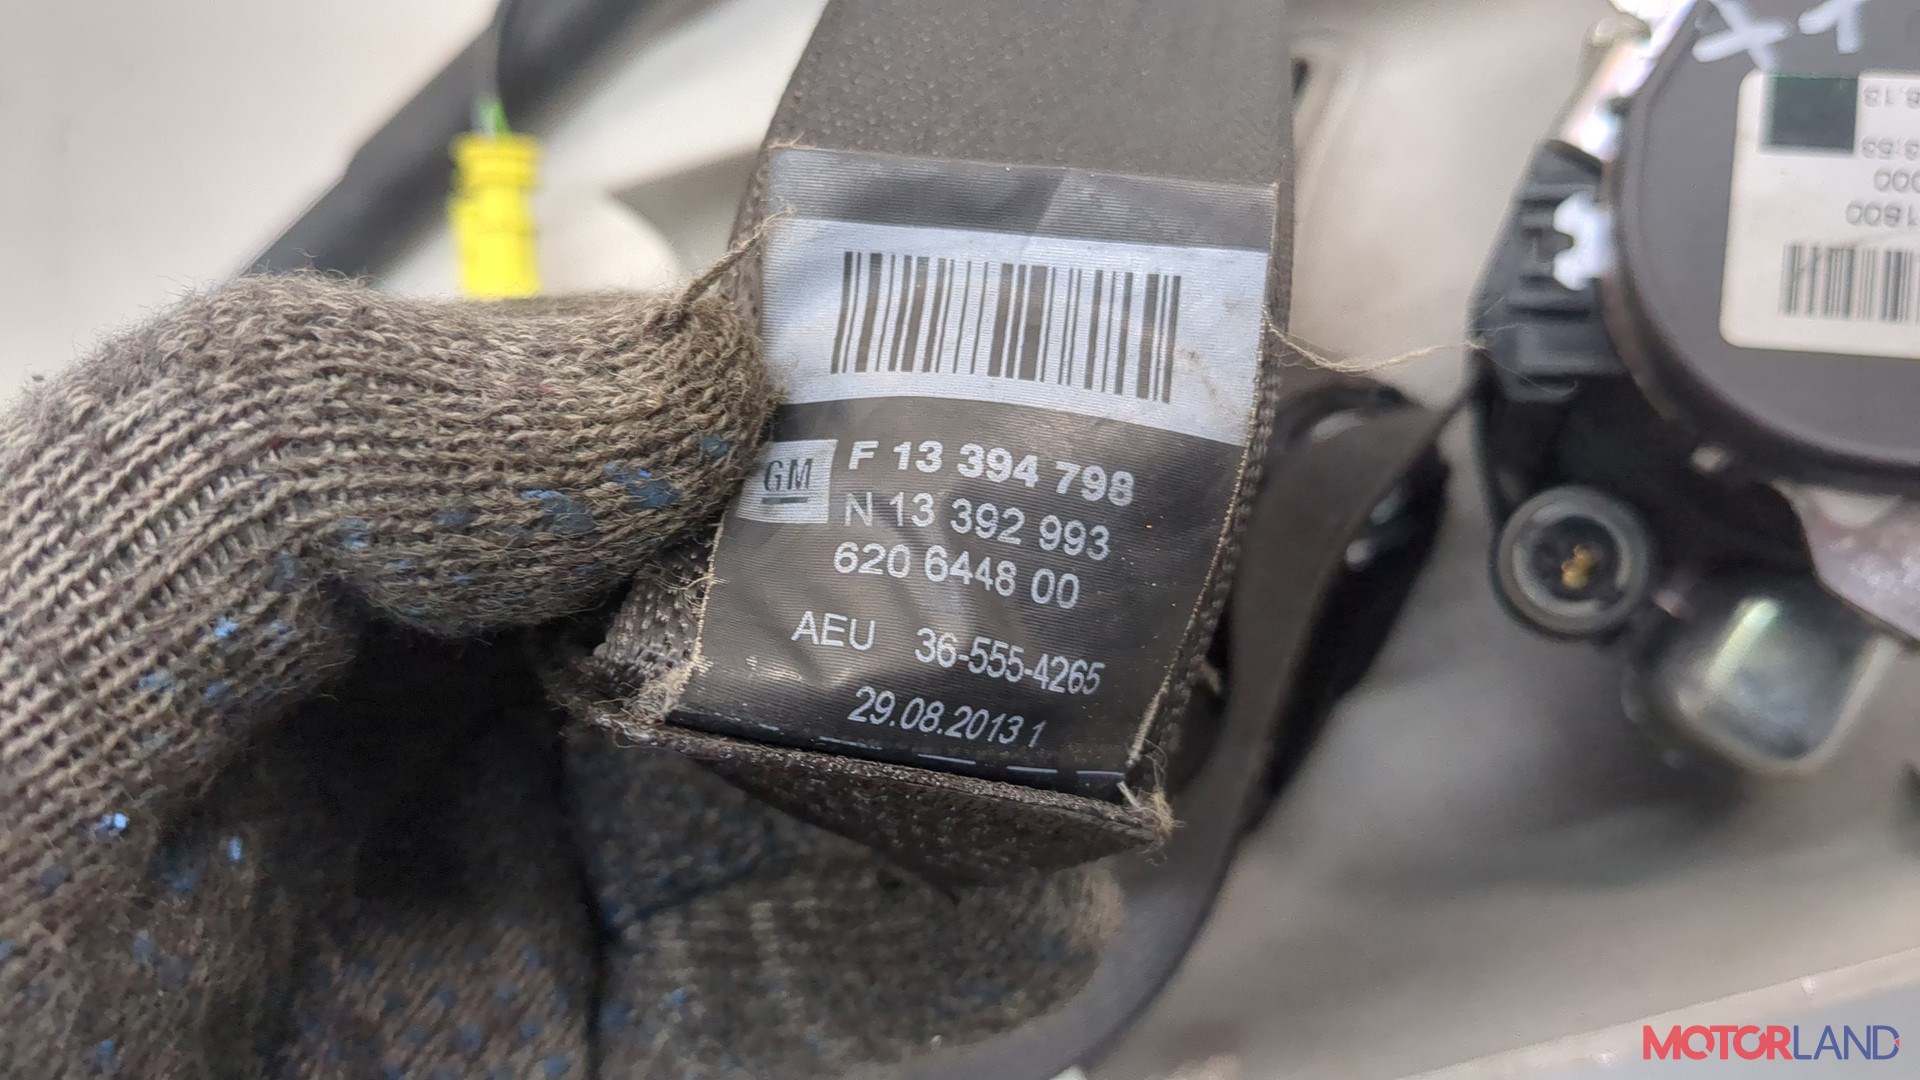 GM
F 13 394 798
N 13 392 993
620 6448 00
AEU 36-555-4265
29.08.2013 1
MOTORLAND